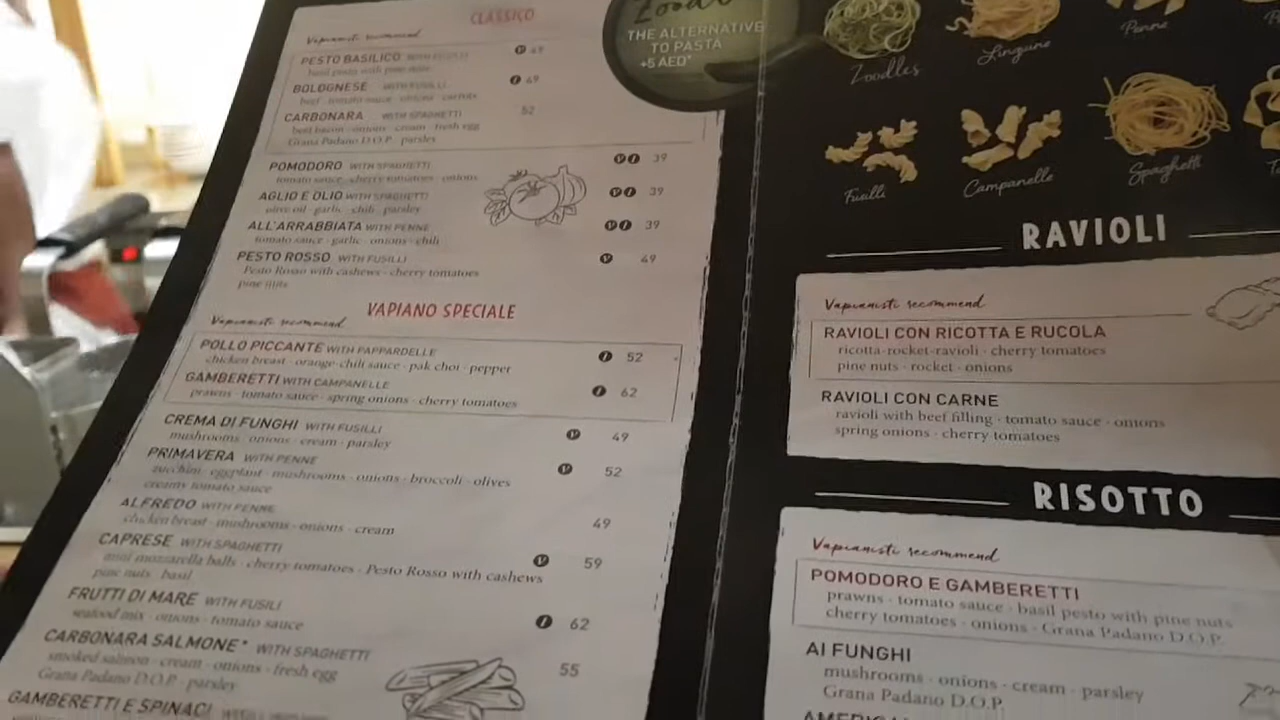 CLASSICO
Vapianisti recommend
PESTO BASILICO WITH FUSILLI V 47
basil pesto with pine nuts
BOLOGNESE WITH FUSILLI 49
beef · tomato sauce · onions · carrots
CARBONARA WITH SPAGHETTI 52
beef bacon · onions · cream · fresh egg
Grana Padano D.O.P. · parsley
POMODORO WITH SPAGHETTI V 39
tomato sauce · cherry tomatoes · onions
AGLIO E OLIO WITH SPAGHETTI V 39
olive oil · garlic · chili · parsley
ALL'ARRABBIATA WITH PENNE V 39
tomato sauce · garlic · onions · chili
PESTO ROSSO WITH FUSILLI V 49
Pesto Rosso with cashews · cherry tomatoes
pine nuts
VAPIANO SPECIALE
Vapianisti recommend
POLLO PICCANTE WITH PAPPARDELLE 52
chicken breast · orange-chili sauce · pak choi · pepper
GAMBERETTI WITH CAMPANELLE 62
prawns · tomato sauce · spring onions · cherry tomatoes
CREMA DI FUNGHI WITH FUSILLI V 49
mushrooms · onions · cream · parsley
PRIMAVERA WITH PENNE V 52
zucchini · eggplant · mushrooms · onions · broccoli · olives
creamy tomato sauce
ALFREDO WITH PENNE 49
chicken breast · mushrooms · onions · cream
CAPRESE WITH SPAGHETTI V 59
mini mozzarella balls · cherry tomatoes · Pesto Rosso with cashews
pine nuts · basil
FRUTTI DI MARE WITH FUSILI 62
seafood mix · onions · tomato sauce
CARBONARA SALMONE* WITH SPAGHETTI 55
smoked salmon · cream · onions · fresh egg
Grana Padano D.O.P. · parsley
GAMBERETTI E SPINACI
THE ALTERNATIVE
TO PASTA
+5 AED*
Zoodles
Linguine
Penne
Fusilli
Campanelle
Spaghetti
RAVIOLI
Vapianisti recommend
RAVIOLI CON RICOTTA E RUCOLA
ricotta-rocket-ravioli · cherry tomatoes
pine nuts · rocket · onions
RAVIOLI CON CARNE
ravioli with beef filling · tomato sauce · onions
spring onions · cherry tomatoes
RISOTTO
Vapianisti recommend
POMODORO E GAMBERETTI
prawns · tomato sauce · basil pesto with pine nuts
cherry tomatoes · onions · Grana Padano D.O.P.
AI FUNGHI
mushrooms · onions · cream · parsley
Grana Padano D.O.P.